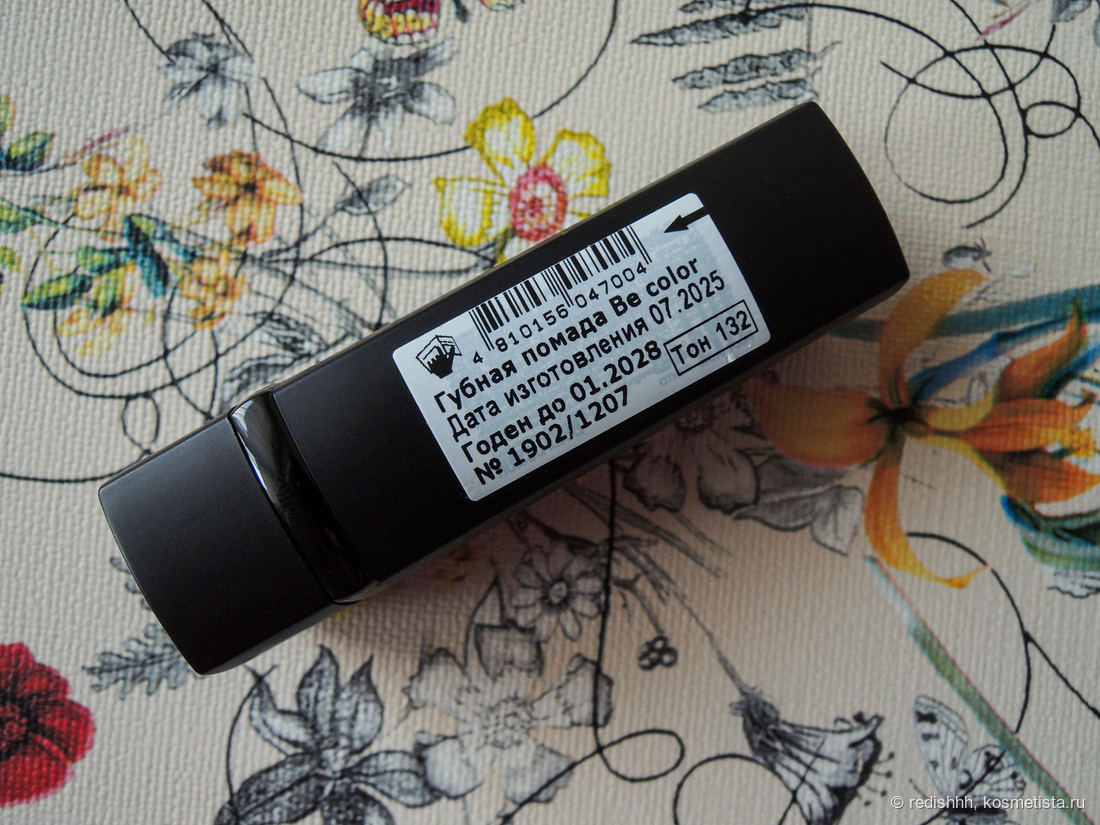 4 810156 047004
Губная помада Be color
Дата изготовления 07.2025
Годен до 01.2028
Тон 132
№ 1902/1207
© redishhh, kosmetista.ru